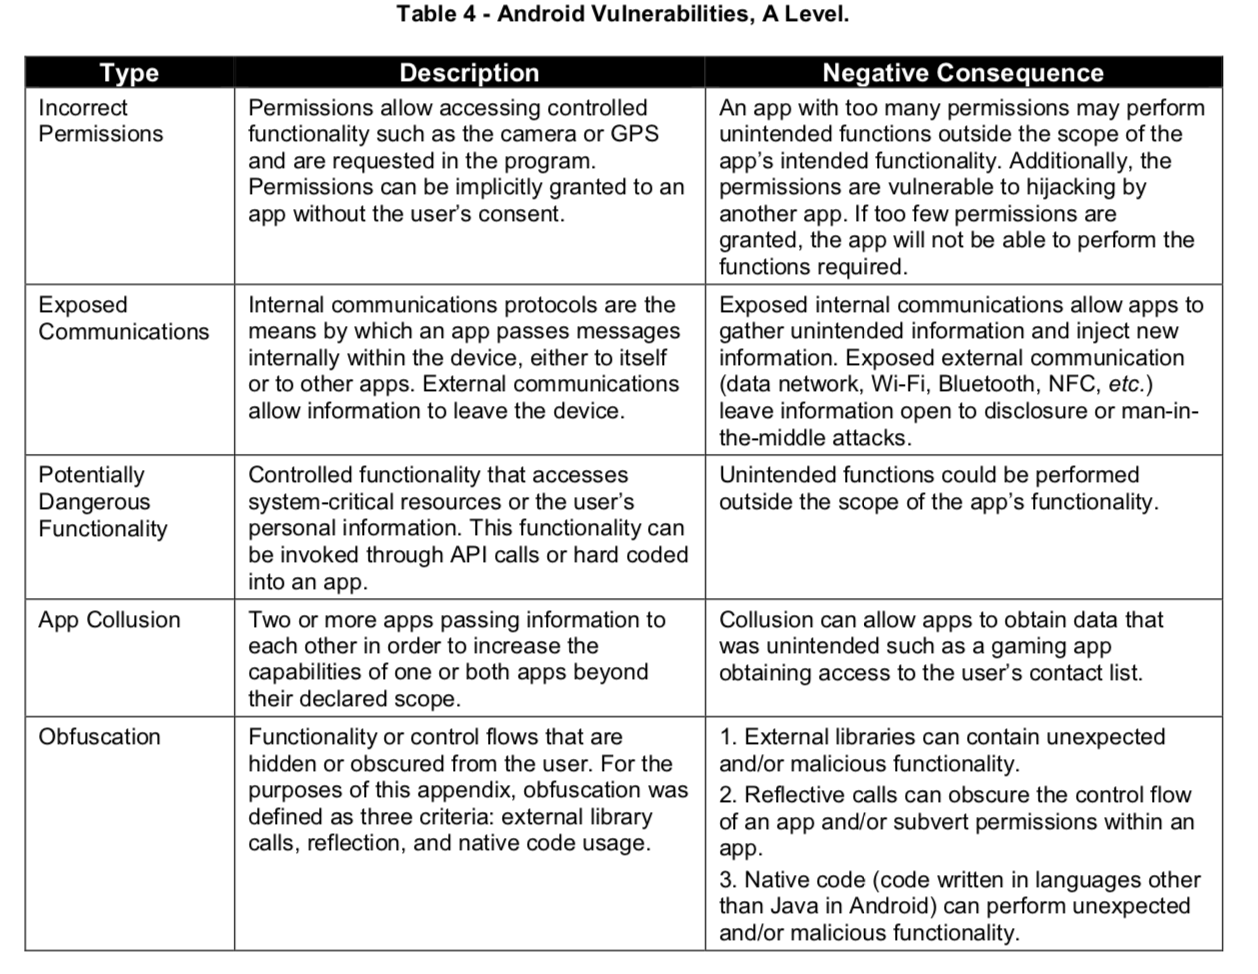 Table 4 - Android Vulnerabilities, A Level.
Type Description Negative Consequence
Incorrect
Permissions
Permissions allow accessing controlled
functionality such as the camera or GPS
and are requested in the program.
Permissions can be implicitly granted to an
app without the user’s consent.
An app with too many permissions may perform
unintended functions outside the scope of the
app’s intended functionality. Additionally, the
permissions are vulnerable to hijacking by
another app. If too few permissions are
granted, the app will not be able to perform the
functions required.
Exposed
Communications
Internal communications protocols are the
means by which an app passes messages
internally within the device, either to itself
or to other apps. External communications
allow information to leave the device.
Exposed internal communications allow apps to
gather unintended information and inject new
information. Exposed external communication
(data network, Wi-Fi, Bluetooth, NFC, etc.)
leave information open to disclosure or man-in-
the-middle attacks.
Potentially
Dangerous
Functionality
Controlled functionality that accesses
system-critical resources or the user’s
personal information. This functionality can
be invoked through API calls or hard coded
into an app.
Unintended functions could be performed
outside the scope of the app’s functionality.
App Collusion
Two or more apps passing information to
each other in order to increase the
capabilities of one or both apps beyond
their declared scope.
Collusion can allow apps to obtain data that
was unintended such as a gaming app
obtaining access to the user’s contact list.
Obfuscation
Functionality or control flows that are
hidden or obscured from the user. For the
purposes of this appendix, obfuscation was
defined as three criteria: external library
calls, reflection, and native code usage.
1. External libraries can contain unexpected
and/or malicious functionality.
2. Reflective calls can obscure the control flow
of an app and/or subvert permissions within an
app.
3. Native code (code written in languages other
than Java in Android) can perform unexpected
and/or malicious functionality.